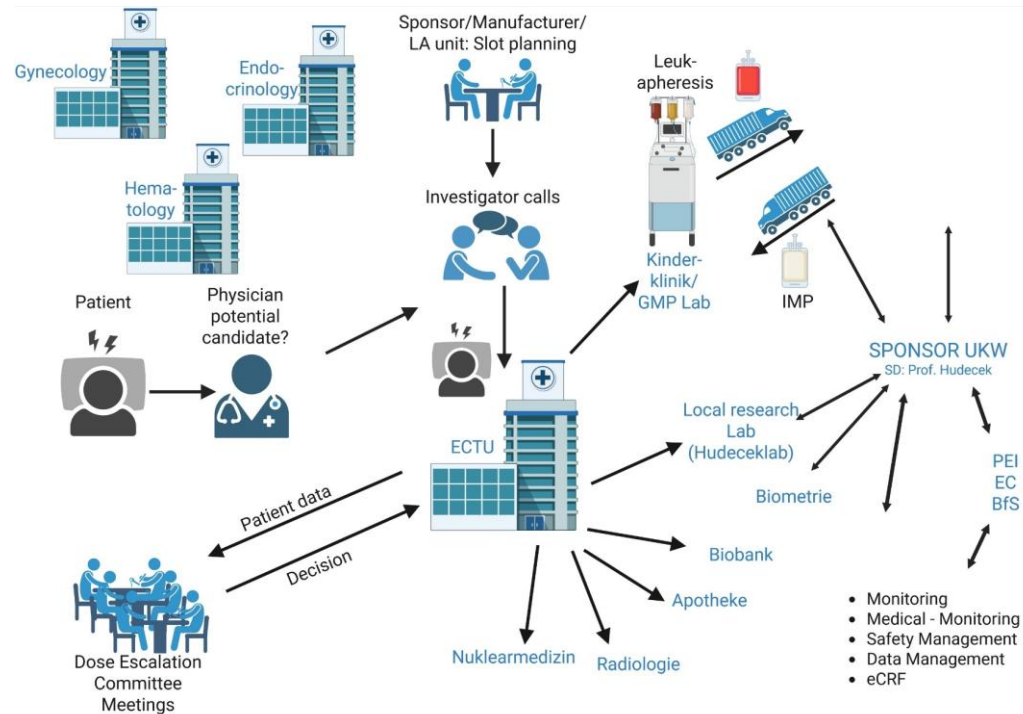 Gynecology
Endo-
crinology
Hema-
tology
Sponsor/Manufacturer/
LA unit: Slot planning
Leuk-
apheresis
Investigator calls
Kinder-
klinik/
GMP Lab
IMP
Patient
Physician
potential
candidate?
SPONSOR UKW
SD: Prof. Hudecek
Local research
Lab
(Hudeceklab)
ECTU
PEI
EC
BfS
Biometrie
Patient data
Decision
Biobank
Apotheke
Nuklearmedizin
Radiologie
Dose Escalation
Committee
Meetings
• Monitoring
• Medical - Monitoring
• Safety Management
• Data Management
• eCRF